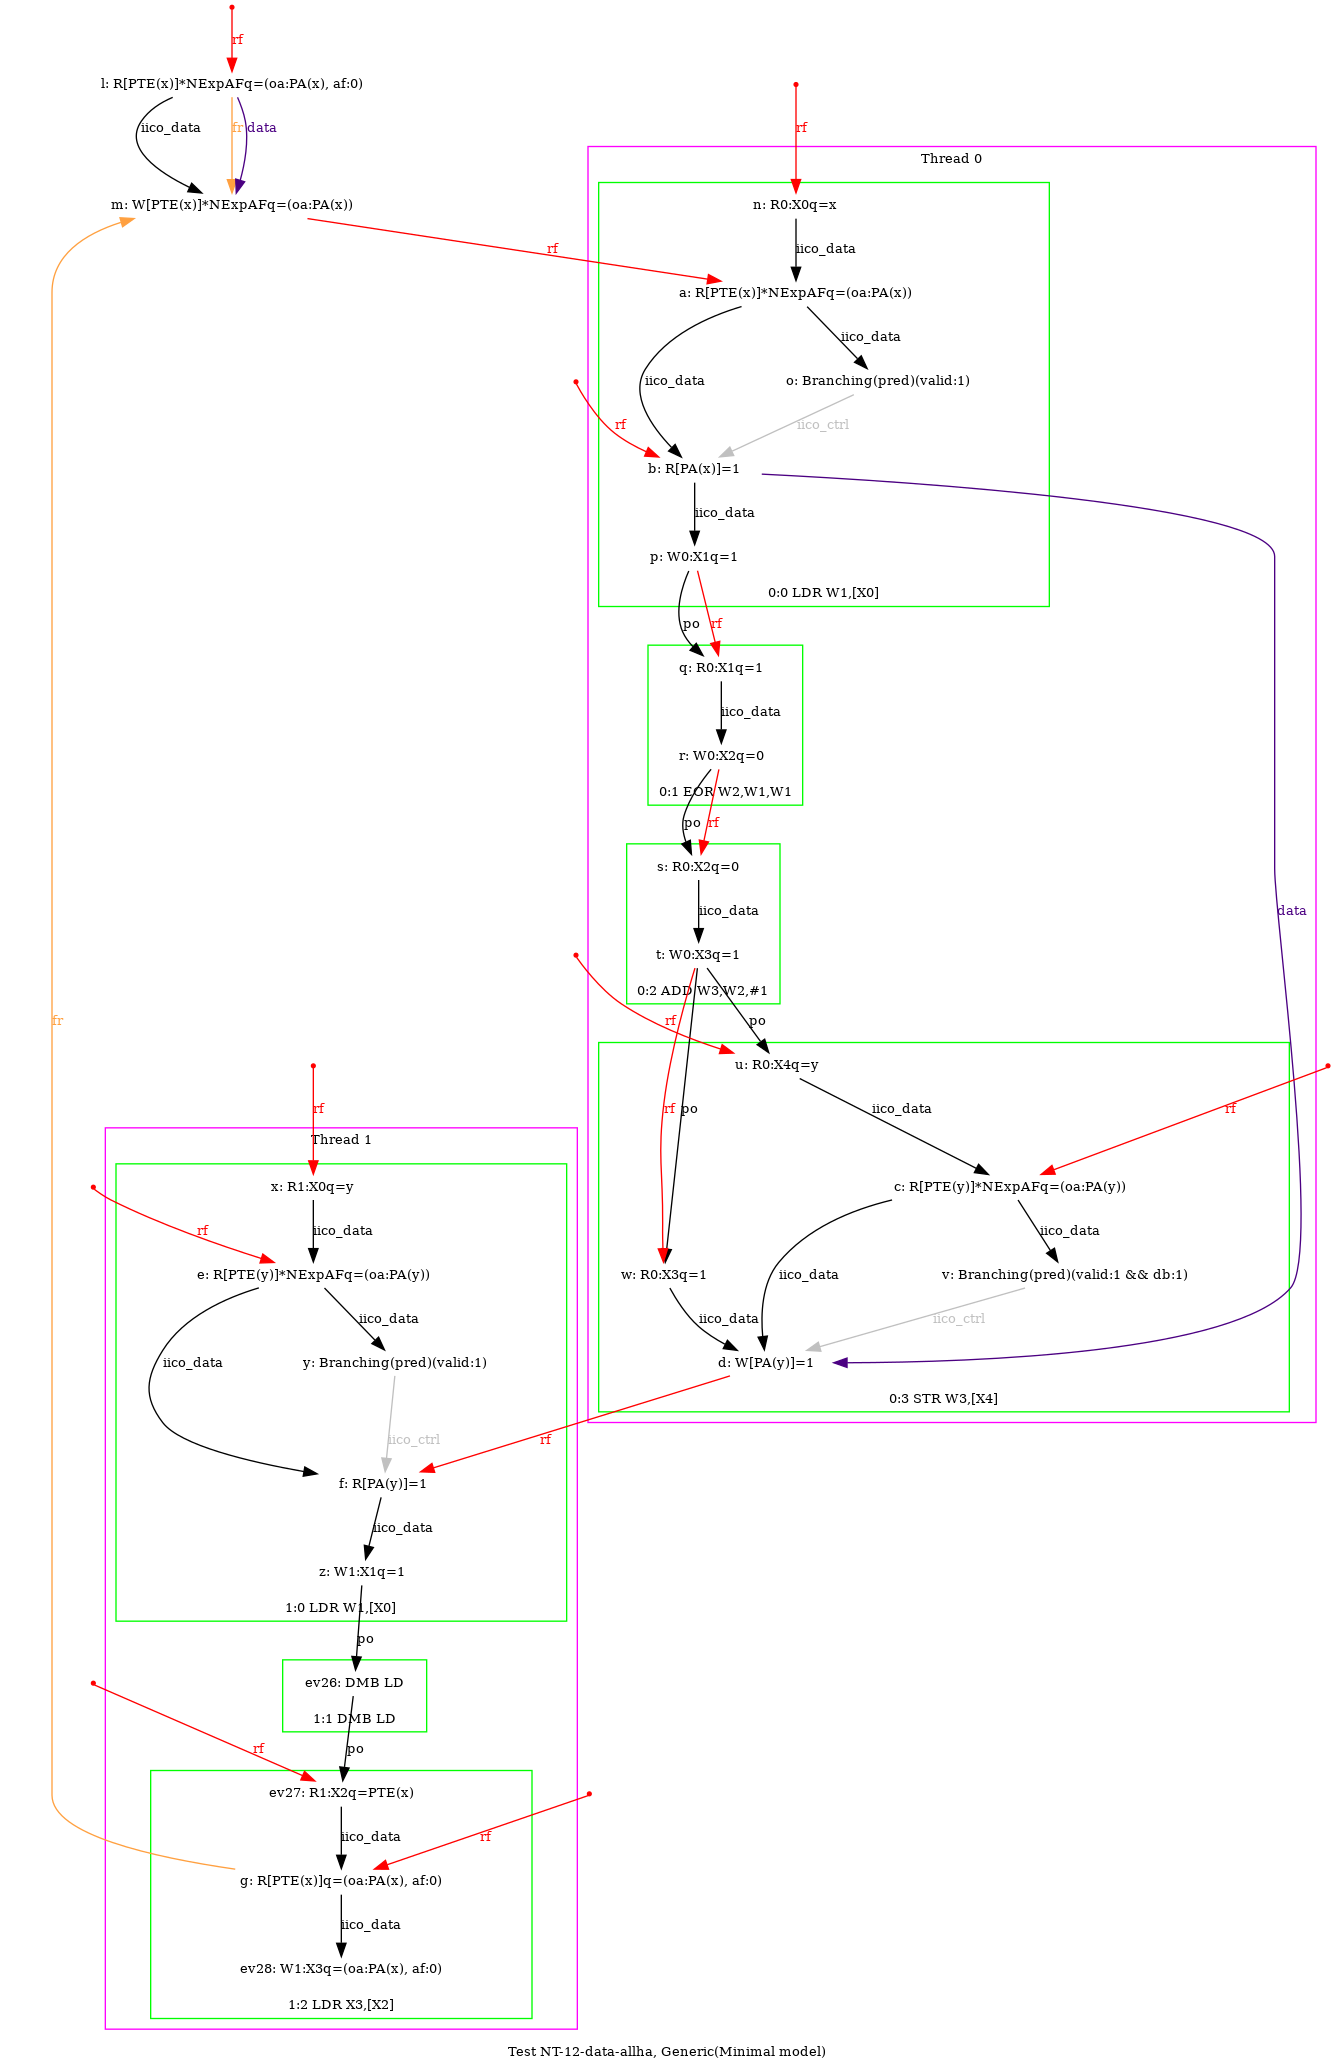 rf
l: R[PTE(x)]*NExpAFq=(oa:PA(x), af:0)
rf
iico_data
fr
data
Thread 0
m: W[PTE(x)]*NExpAFq=(oa:PA(x))
n: R0:X0q=x
rf
iico_data
a: R[PTE(x)]*NExpAFq=(oa:PA(x))
iico_data
iico_data
o: Branching(pred)(valid:1)
rf
iico_ctrl
b: R[PA(x)]=1
iico_data
p: W0:X1q=1
0:0 LDR W1,[X0]
po
rf
q: R0:X1q=1
iico_data
r: W0:X2q=0
0:1 EOR W2,W1,W1
po
rf
s: R0:X2q=0
iico_data
data
t: W0:X3q=1
0:2 ADD W3,W2,#1
fr
rf
po
u: R0:X4q=y
rf
rf
po
iico_data
rf
Thread 1
x: R1:X0q=y
c: R[PTE(y)]*NExpAFq=(oa:PA(y))
rf
iico_data
iico_data
e: R[PTE(y)]*NExpAFq=(oa:PA(y))
w: R0:X3q=1
iico_data
v: Branching(pred)(valid:1 && db:1)
iico_data
iico_data
iico_ctrl
iico_data
y: Branching(pred)(valid:1)
d: W[PA(y)]=1
0:3 STR W3,[X4]
iico_ctrl
rf
f: R[PA(y)]=1
iico_data
z: W1:X1q=1
1:0 LDR W1,[X0]
po
ev26: DMB LD
1:1 DMB LD
rf
po
ev27: R1:X2q=PTE(x)
iico_data
rf
g: R[PTE(x)]q=(oa:PA(x), af:0)
iico_data
ev28: W1:X3q=(oa:PA(x), af:0)
1:2 LDR X3,[X2]
Test NT-12-data-allha, Generic(Minimal model)